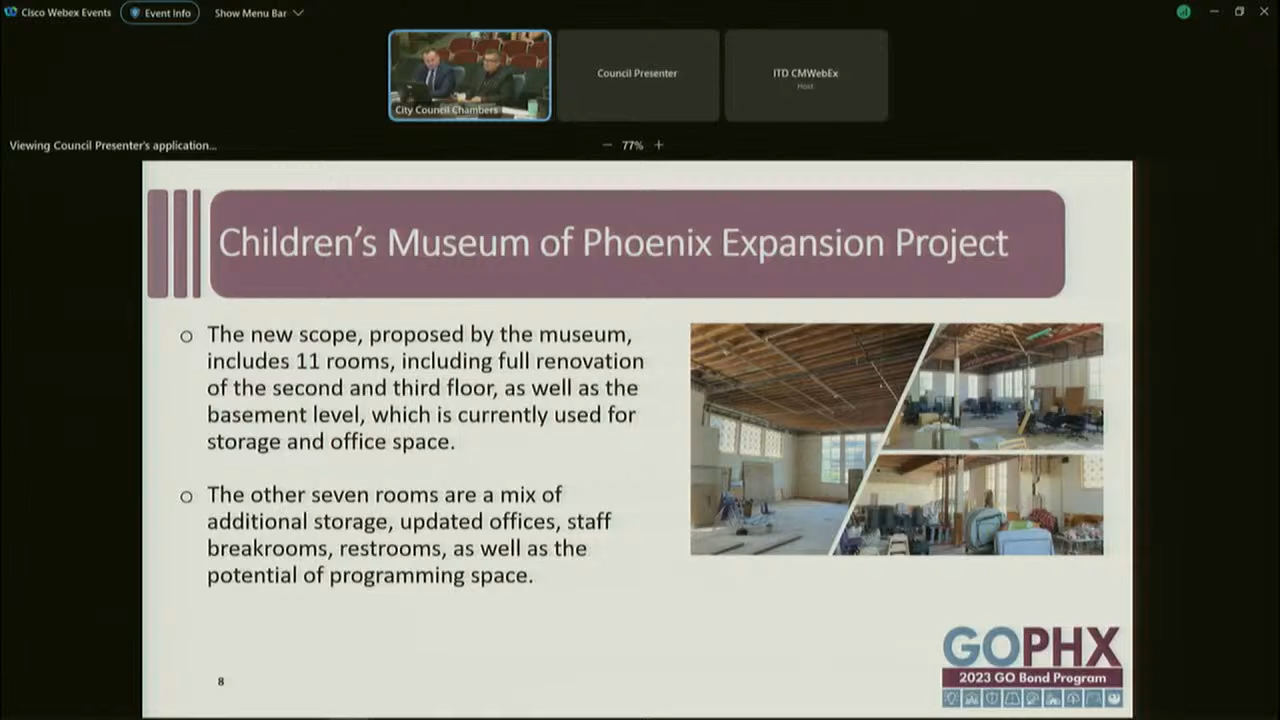 Cisco Webex Events
Event Info
Show Menu Bar
City Council Chambers
Council Presenter
ITD CMWebEx
Host
Viewing Council Presenter's application...
77%
Children's Museum of Phoenix Expansion Project
The new scope, proposed by the museum,
includes 11 rooms, including full renovation
of the second and third floor, as well as the
basement level, which is currently used for
storage and office space.
The other seven rooms are a mix of
additional storage, updated offices, staff
breakrooms, restrooms, as well as the
potential of programming space.
8
GOPHX
2023 GO Bond Program